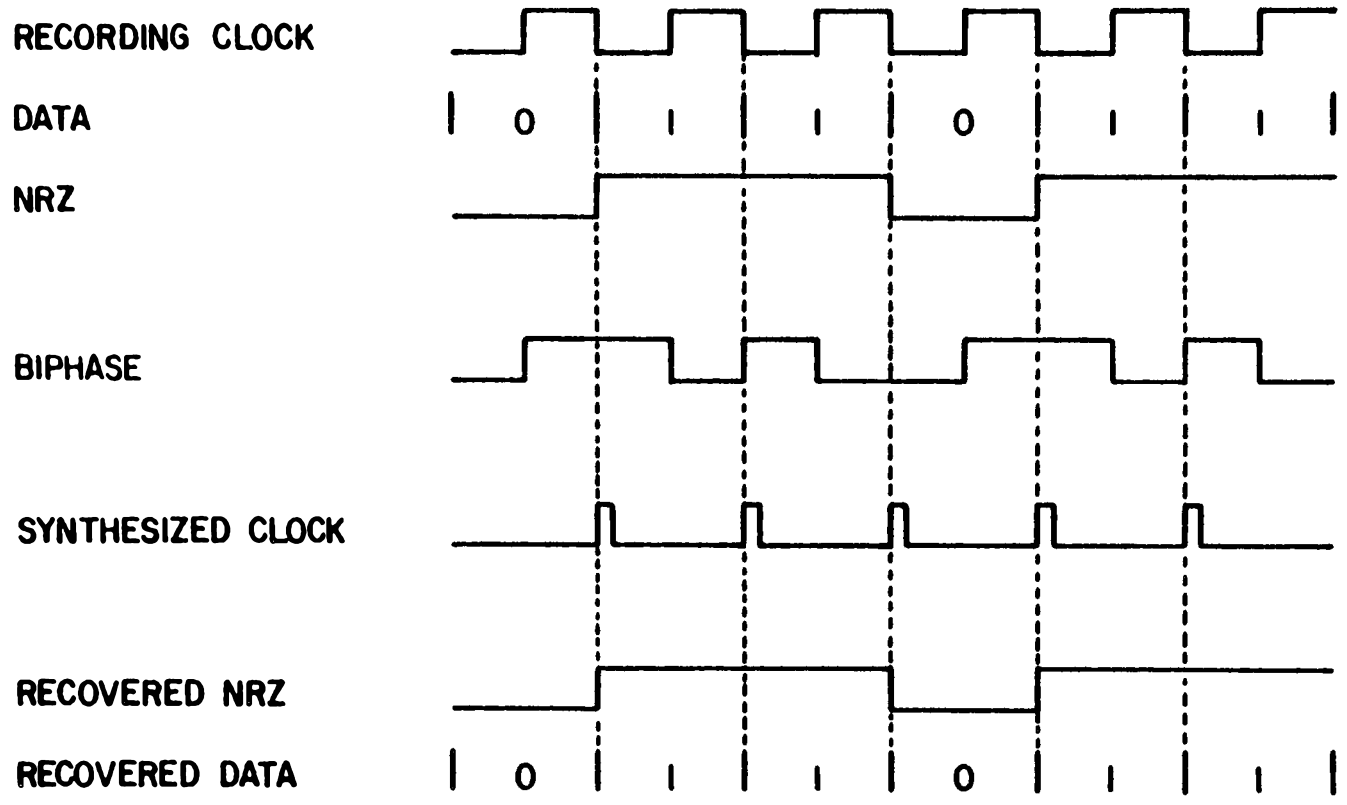 RECORDING CLOCK
DATA 0 1 1 0 1 1
NRZ
BIPHASE
SYNTHESIZED CLOCK
RECOVERED NRZ
RECOVERED DATA 0 1 1 0 1 1